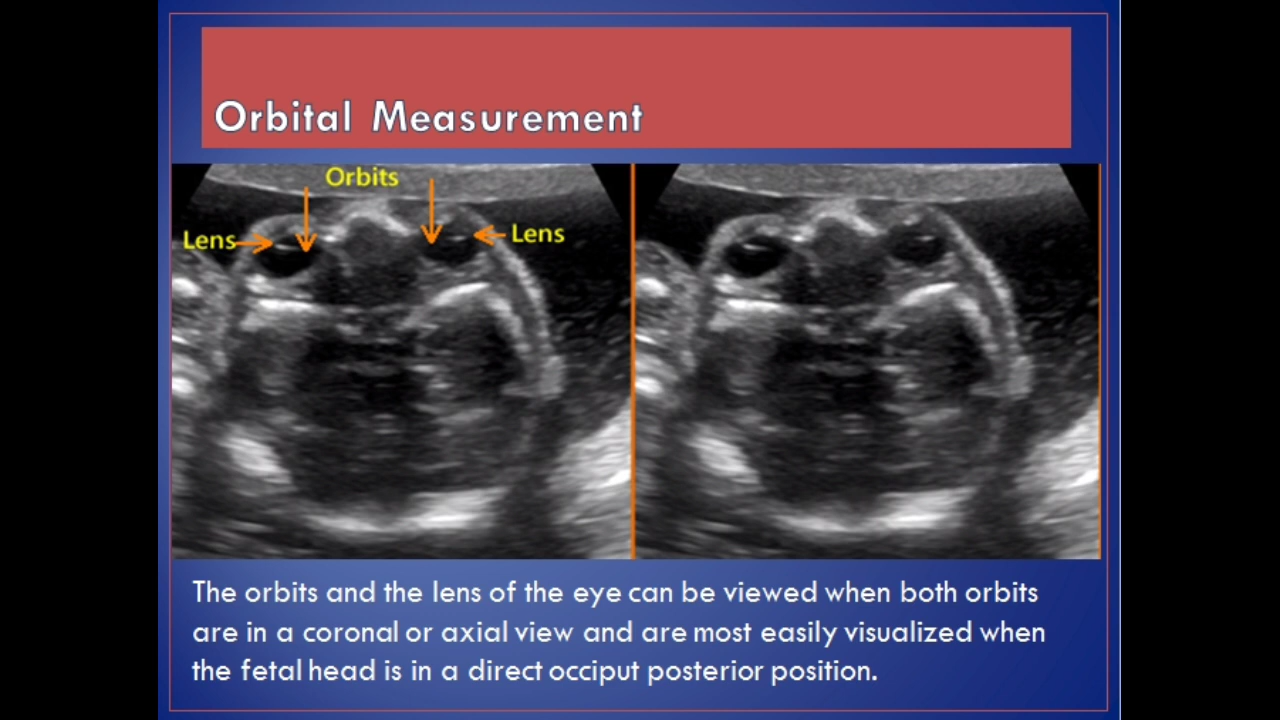 Orbital Measurement
Orbits
Lens
Lens
The orbits and the lens of the eye can be viewed when both orbits
are in a coronal or axial view and are most easily visualized when
the fetal head is in a direct occiput posterior position.